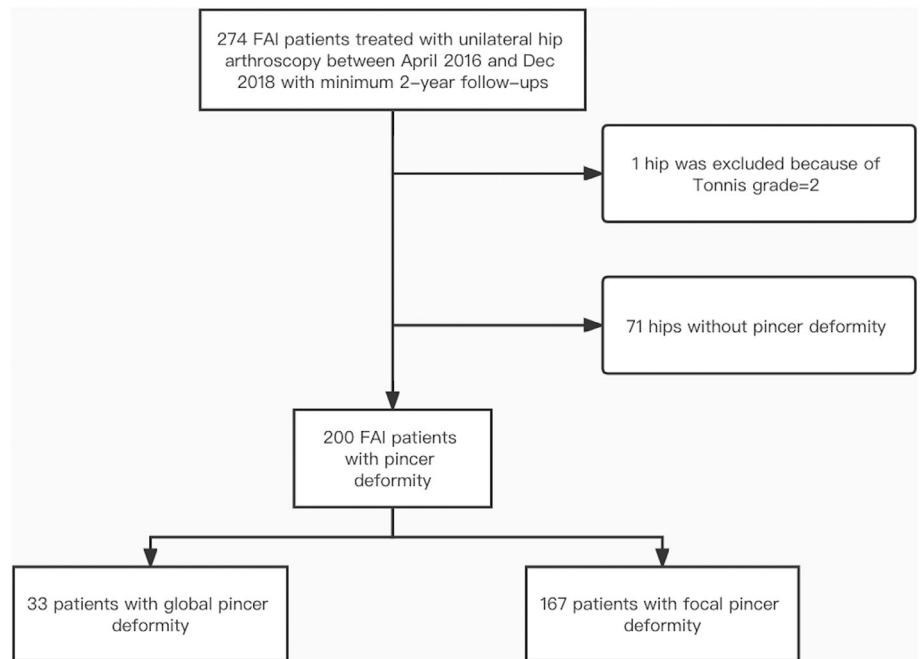 274 FAI patients treated with unilateral hip
arthroscopy between April 2016 and Dec
2018 with minimum 2-year follow-ups
1 hip was excluded because of
Tonnis grade=2
71 hips without pincer deformity
200 FAI patients
with pincer
deformity
33 patients with global pincer
deformity
167 patients with focal pincer
deformity